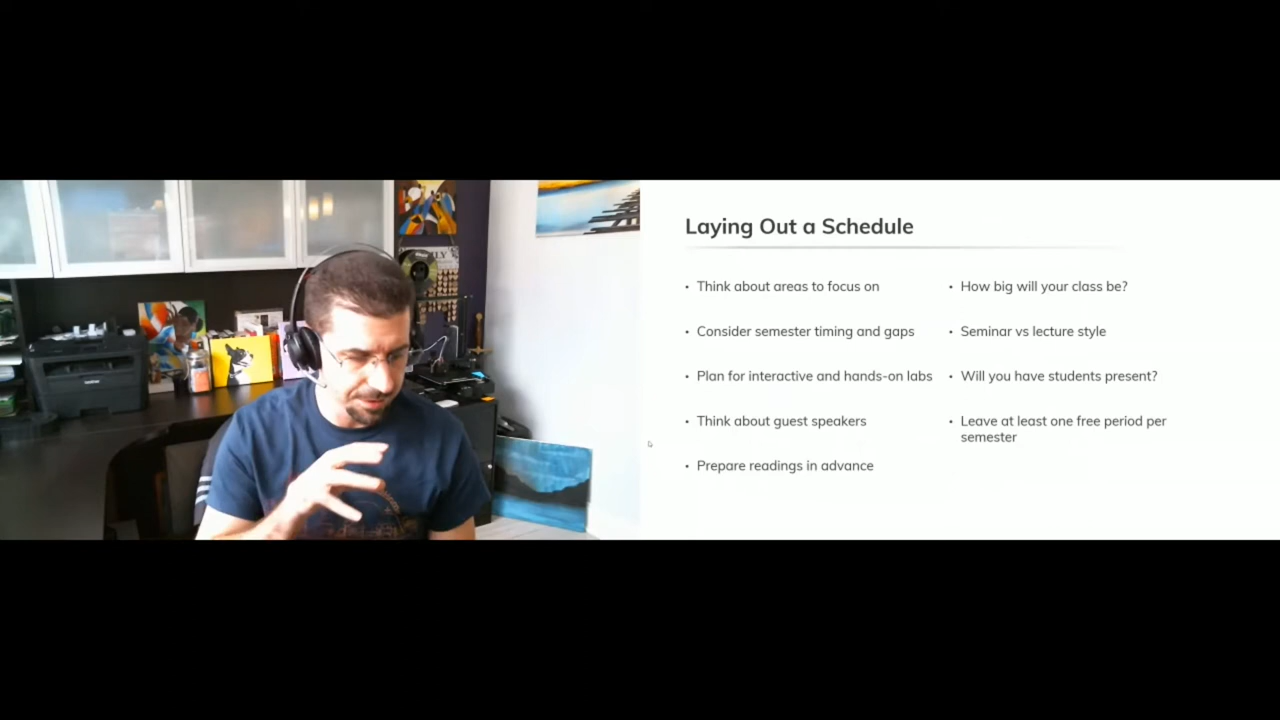 Laying Out a Schedule
• Think about areas to focus on
• Consider semester timing and gaps
• Plan for interactive and hands-on labs
• Think about guest speakers
• Prepare readings in advance
• How big will your class be?
• Seminar vs lecture style
• Will you have students present?
• Leave at least one free period per
semester